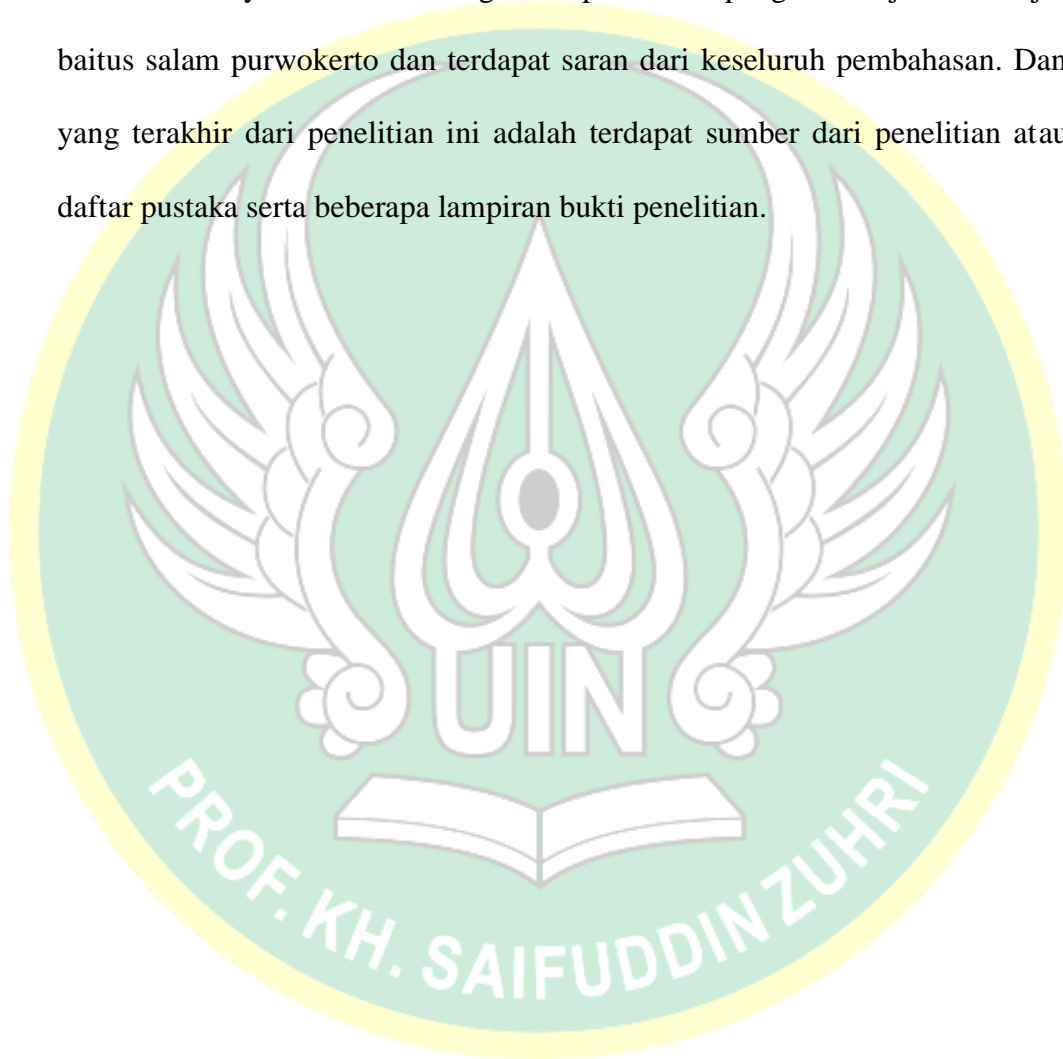 baitus salam purwokerto dan terdapat saran dari keseluruh pembahasan. Dan
yang terakhir dari penelitian ini adalah terdapat sumber dari penelitian atau
daftar pustaka serta beberapa lampiran bukti penelitian.
UIN
PROF. KH. SAIFUDDIN ZUHRI